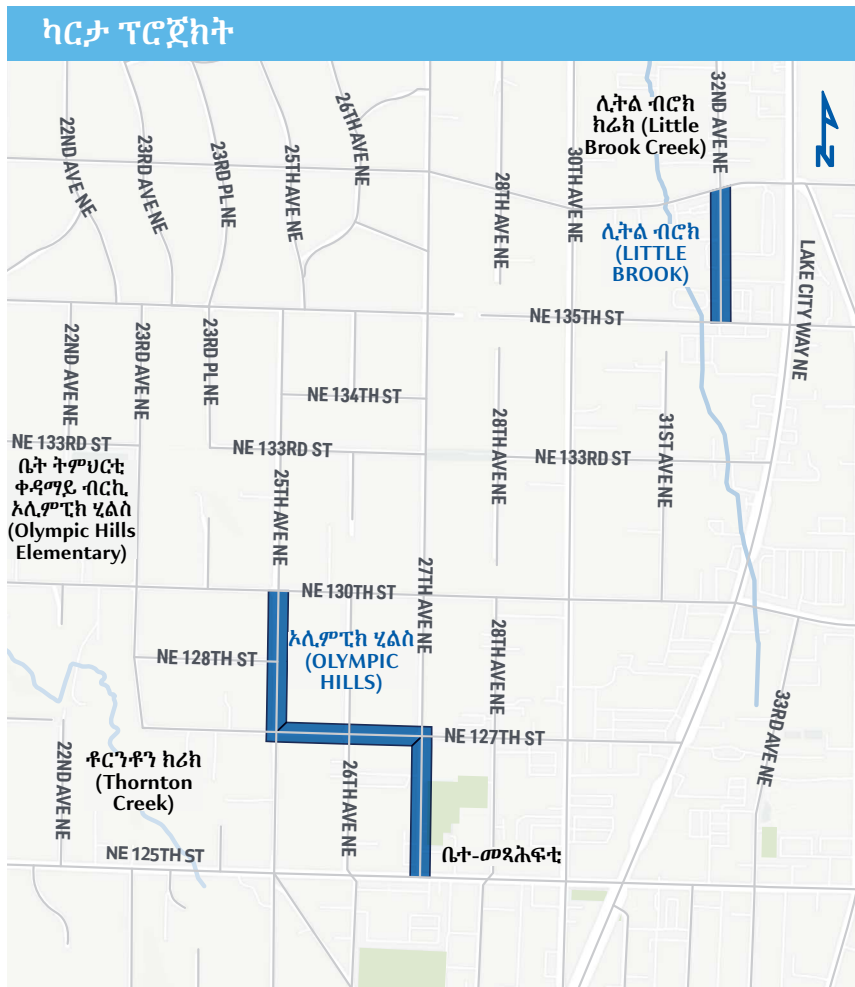 ካርታ ፕሮጀክት
22ND AVE NE
23RD AVE NE
23RD PL NE
25TH AVE NE
26TH AVE NE
28TH AVE NE
30TH AVE NE
32ND AVE NE
ሊትል ብሮክ
ክሬክ (Little
Brook Creek)
N
ሊትል ብሮክ
(LITTLE
BROOK)
LAKE CITY WAY NE
NE 135TH ST
22ND AVE NE
23RD AVE NE
23RD PL NE
NE 134TH ST
28TH AVE NE
31ST AVE NE
NE 133RD ST
NE 133RD ST
NE 133RD ST
ቤት ትምህርቲ
ቀዳማይ ብርኪ
ኦሊምፒክ ሂልስ
(Olympic Hills
Elementary)
25TH AVE NE
27TH AVE NE
NE 130TH ST
ኦሊምፒክ ሂልስ
(OLYMPIC
HILLS)
28TH AVE NE
NE 128TH ST
33RD AVE NE
NE 127TH ST
22ND AVE NE
ቶርንቶን ክሪክ
(Thornton
Creek)
26TH AVE NE
NE 125TH ST
ቤተ-መጻሕፍቲ